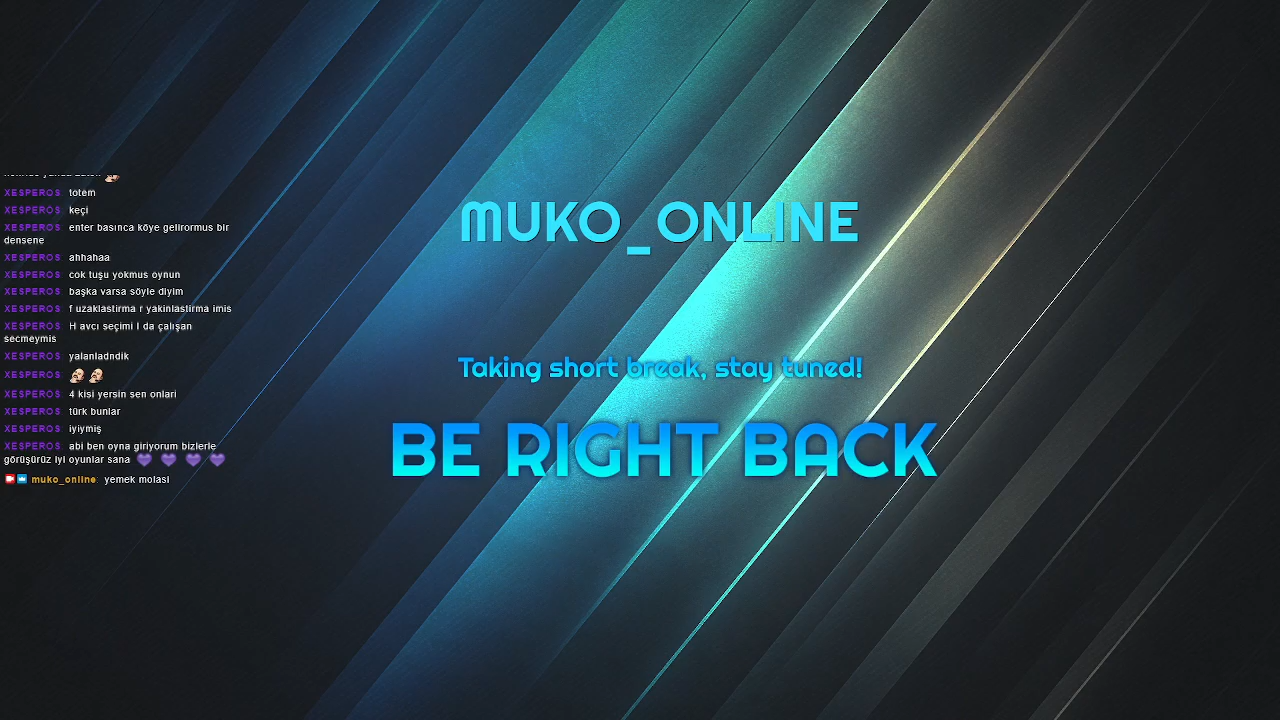 XESPEROS totem
XESPEROS keçi
XESPEROS enter basınca köye gelirormus bir
densene
XESPEROS ahhahaa
XESPEROS cok tuşu yokmus oynun
XESPEROS başka varsa söyle diyim
XESPEROS f uzaklastirma r yakinlastirma imis
XESPEROS H avcı seçimi I da çalışan
secmeymis
XESPEROS yalanladndik
XESPEROS
XESPEROS 4 kisi yersin sen onlari
XESPEROS türk bunlar
XESPEROS iyiymiş
XESPEROS abi ben oyna giriyorum bizlerle
görüşürüz iyi oyunlar sana
muko_online yemek molasi
MUKO_ONLINE
Taking short break, stay tuned!
BE RIGHT BACK